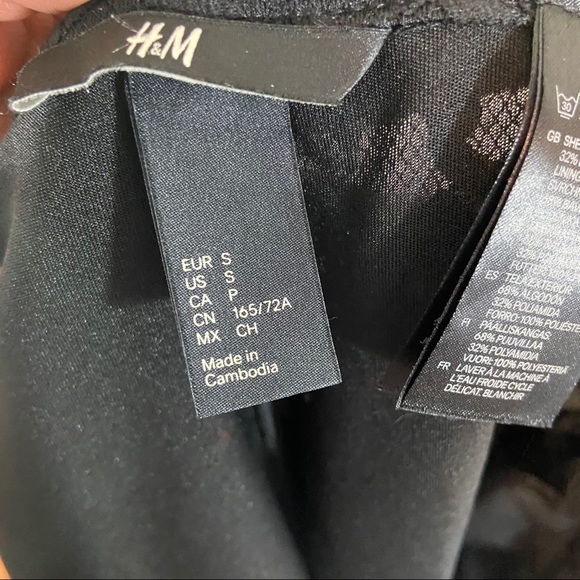 H&M
EUR S
US S
CA P
CN 165/72A
MX CH
Made in
Cambodia
30
GB SHE
32%
LINING
ES TELA EXTERIOR
68% ALGODÓN
32% POLIAMIDA
FORRO: 100% POLIÉSTE
FI PÄÄLLIKANGAS
68% PUUVILLAA
32% POLYAMIDIA
VUORI: 100% POLYESTERIA
FR LAVER À LA MACHINE À
L'EAU FROIDE CYCLE
DÉLICAT, BLANCHIR